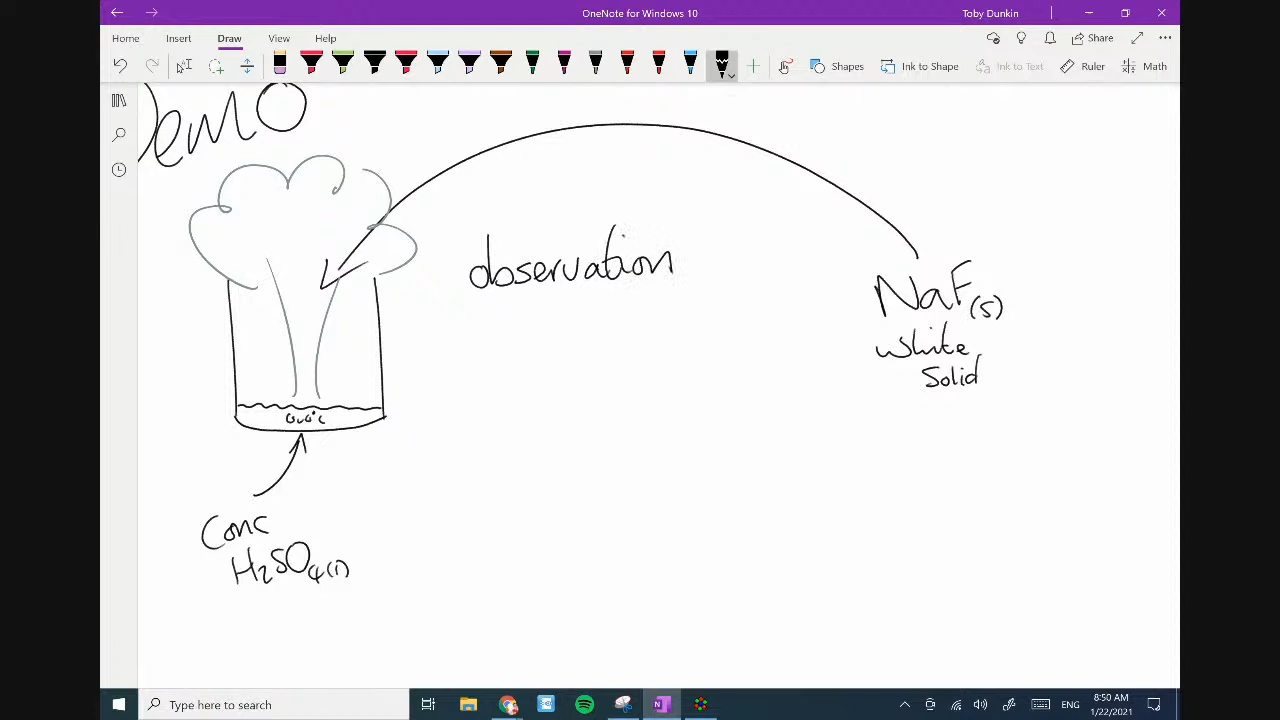 OneNote for Windows 10
Toby Dunkin
Home Insert Draw View Help
Share
Shapes Ink to Shape Ink to Text Ruler Math
DemO
observation
NaF(s)
white
Solid
Conc
H₂SO₄(l)
Type here to search
ENG
8:50 AM
1/22/2021